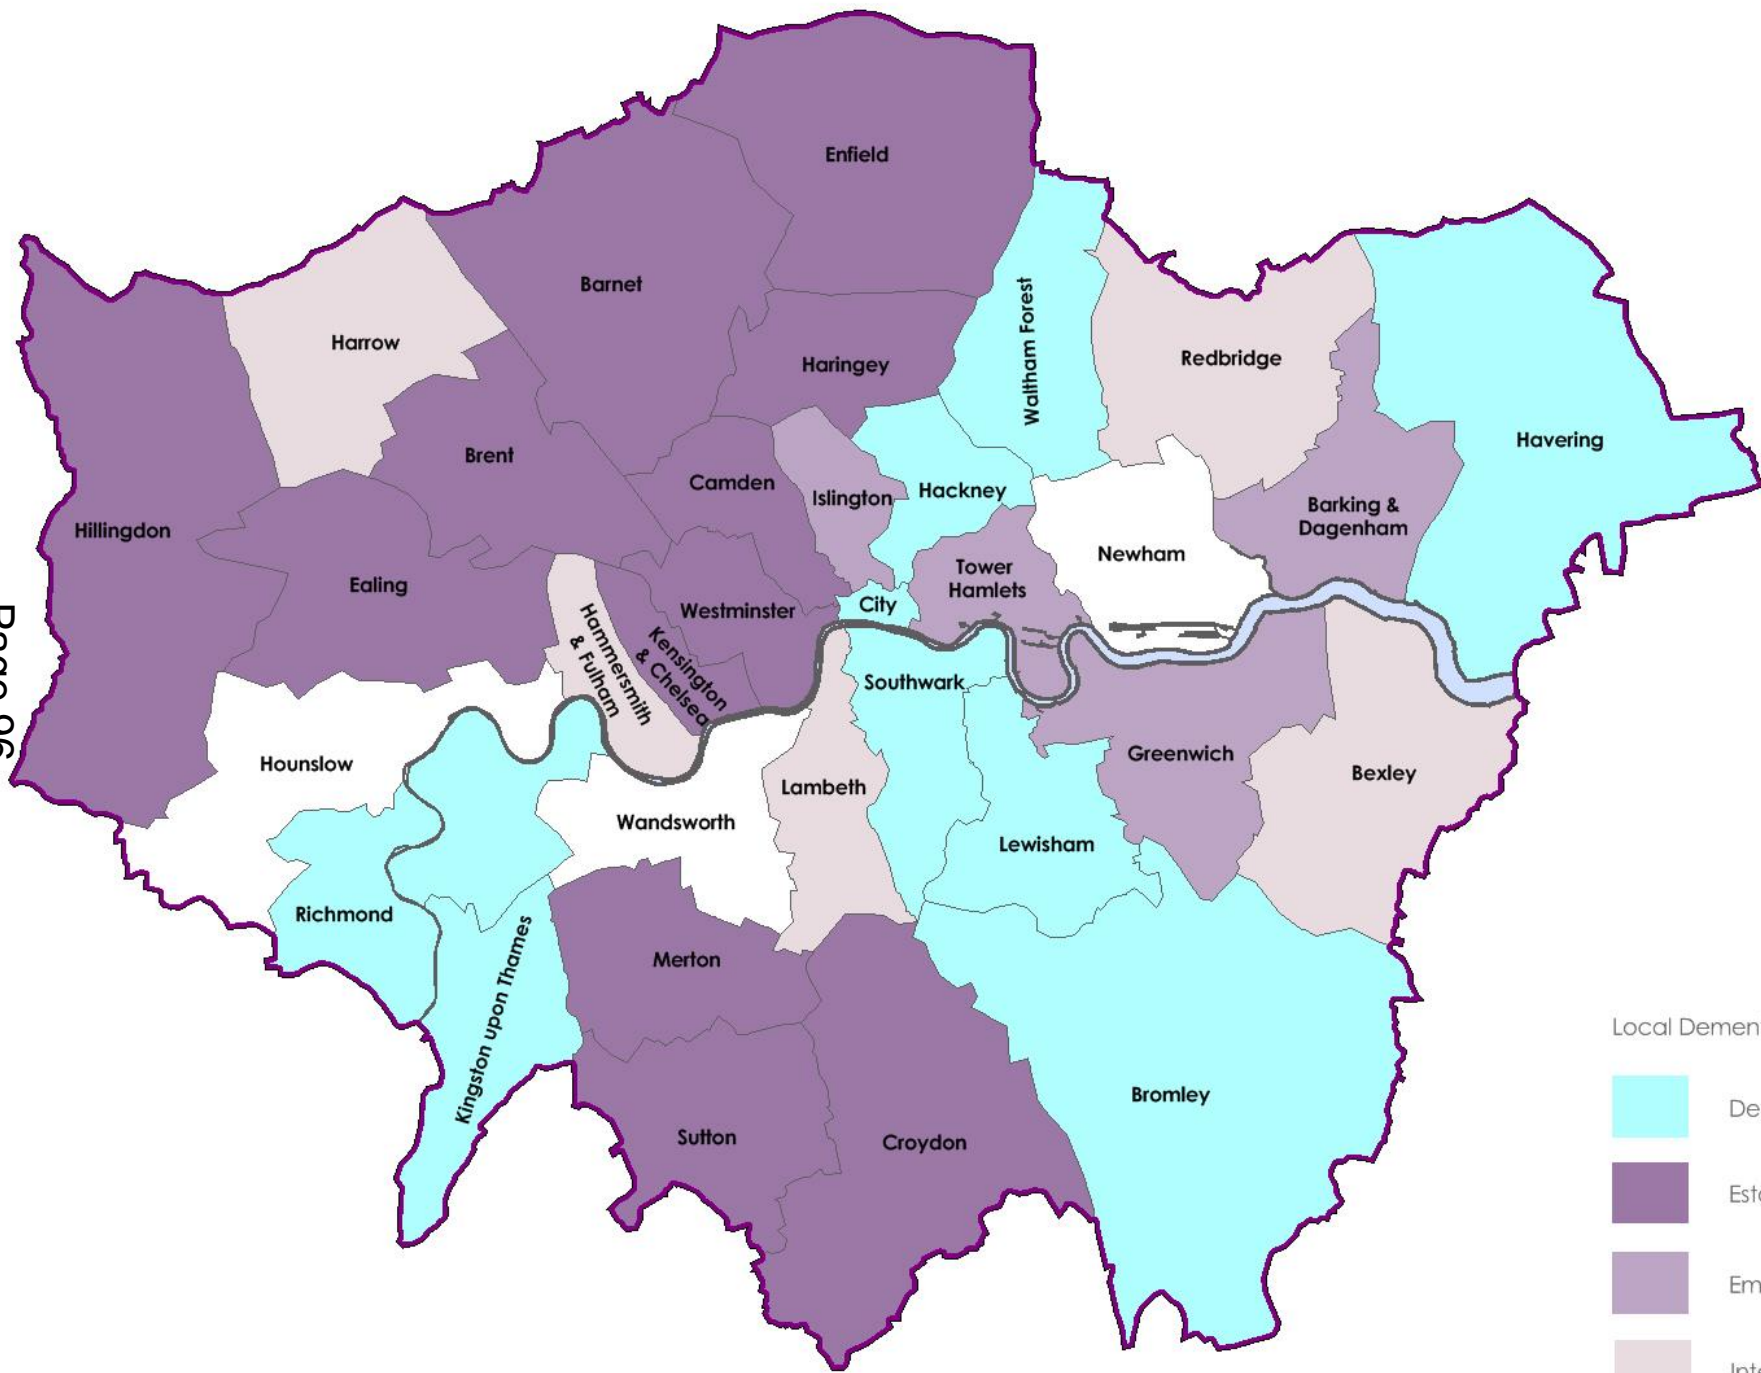 Enfield
Barnet
Waltham Forest
Harrow
Redbridge
Haringey
Havering
Brent
Camden
Islington
Hackney
Barking &
Dagenham
Hillingdon
Newham
Tower
Hamlets
Ealing
City
Westminster
Hammersmith
& Fulham
Kensington
& Chelsea
Southwark
Greenwich
Hounslow
Bexley
Lambeth
Wandsworth
Lewisham
Richmond
Merton
Kingston upon Thames
Bromley
Sutton
Croydon
Page 96
Local